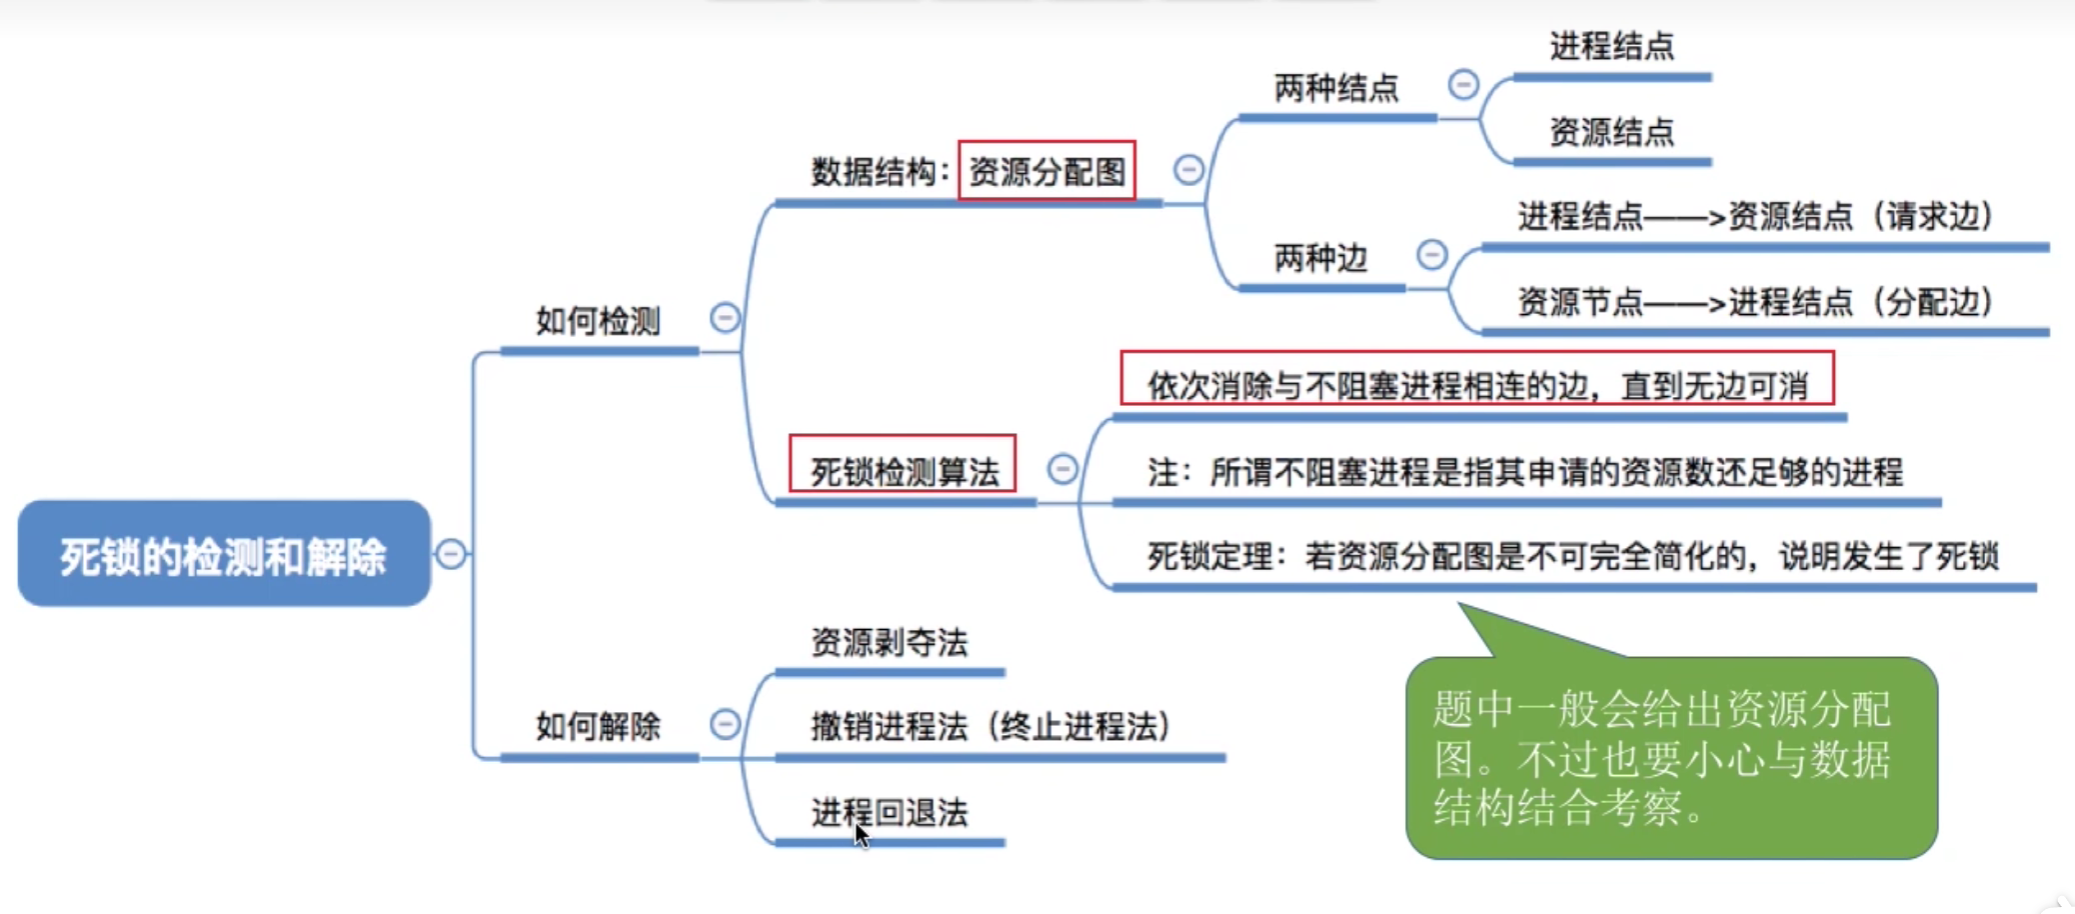 进程结点
两种结点
资源结点
数据结构：资源分配图
进程结点——>资源结点（请求边）
两种边
资源节点——>进程结点（分配边）
如何检测
依次消除与不阻塞进程相连的边，直到无边可消
死锁检测算法
注：所谓不阻塞进程是指其申请的资源数还足够的进程
死锁定理：若资源分配图是不可完全简化的，说明发生了死锁
死锁的检测和解除
资源剥夺法
如何解除
撤销进程法（终止进程法）
进程回退法
题中一般会给出资源分配
图。不过也要小心与数据
结构结合考察。